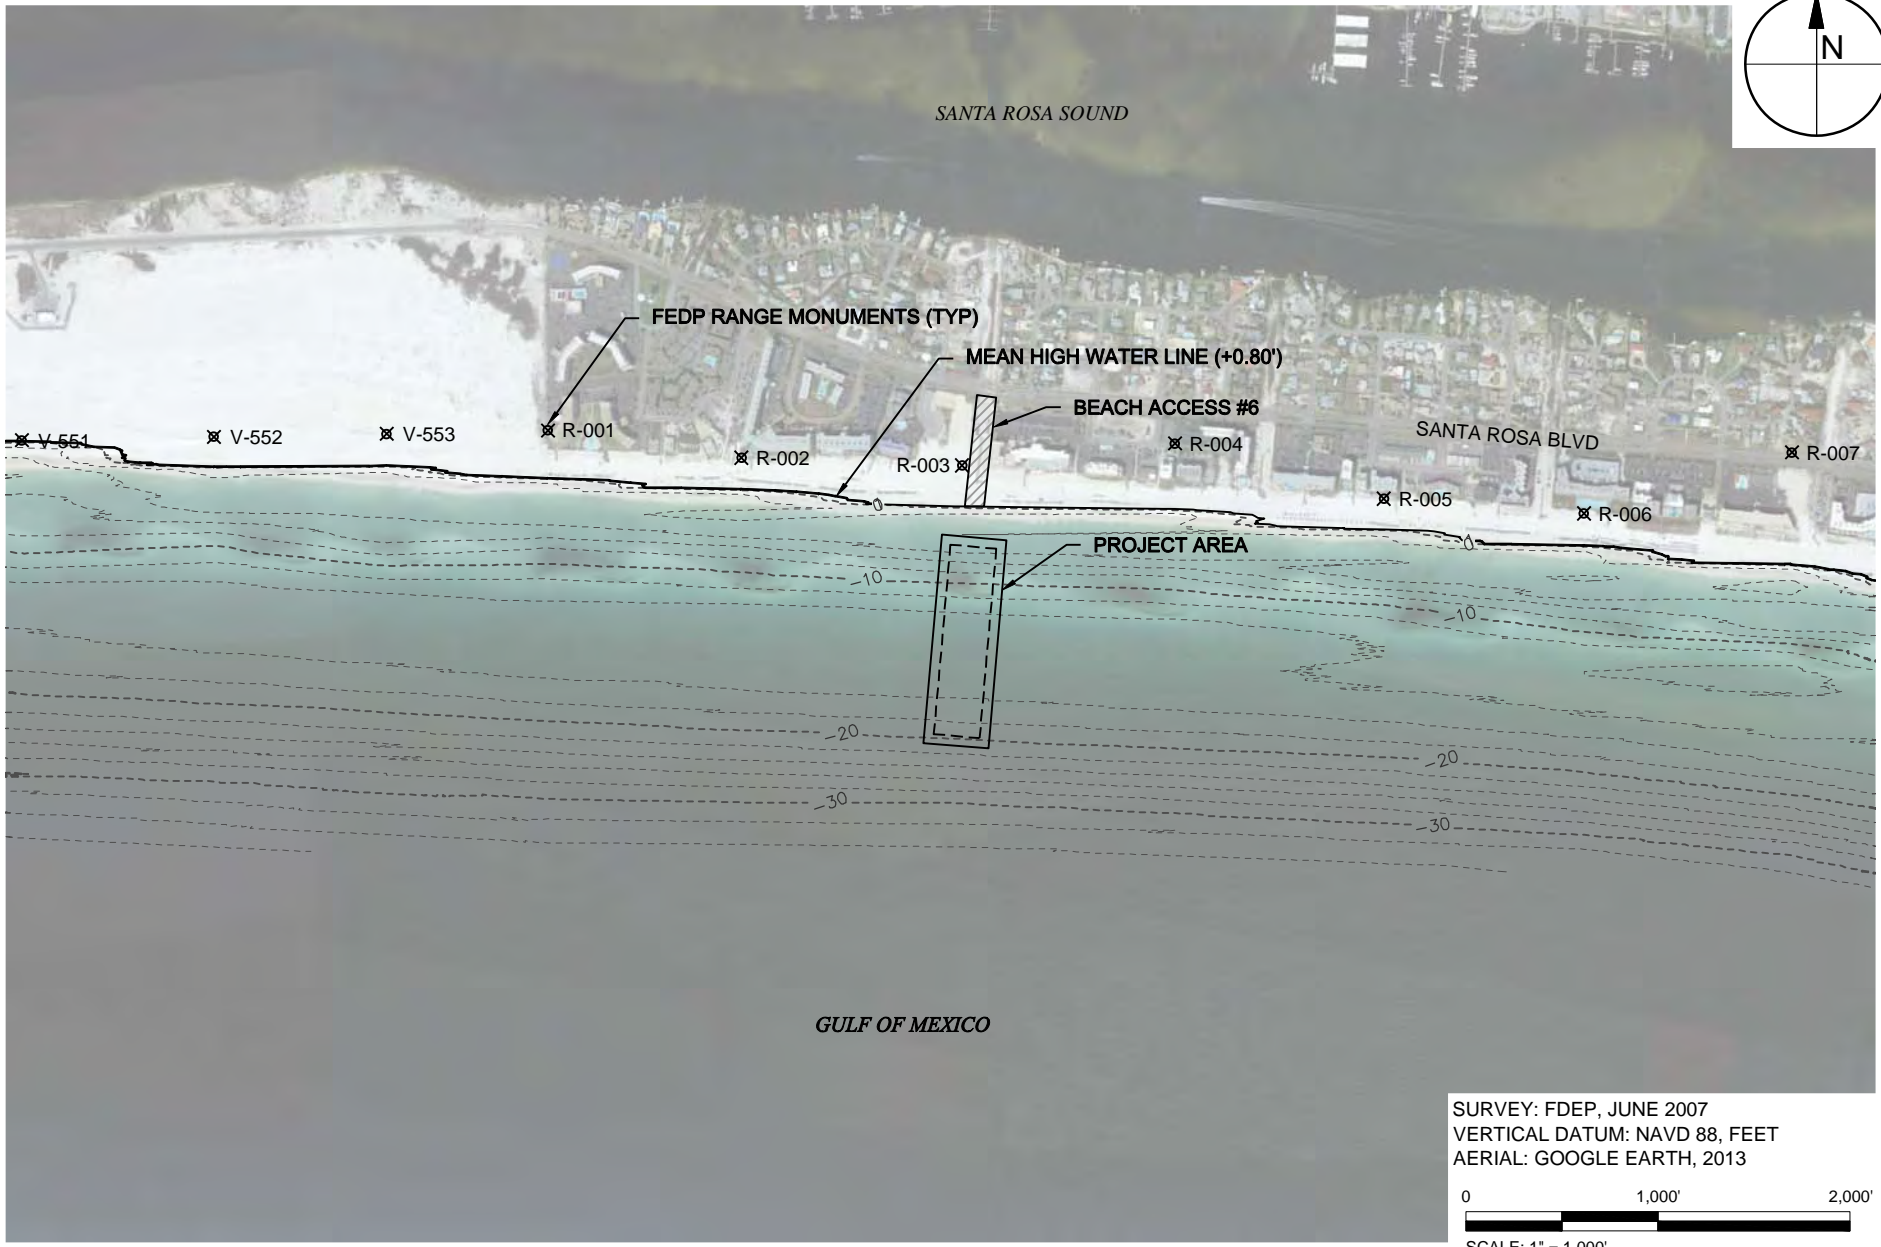 N
SANTA ROSA SOUND
FEDP RANGE MONUMENTS (TYP)
MEAN HIGH WATER LINE (+0.80')
BEACH ACCESS #6
SANTA ROSA BLVD
V-551
V-552
V-553
R-001
R-002
R-003
R-004
R-005
R-006
R-007
0
0
PROJECT AREA
-10
-10
-20
-20
-30
-30
GULF OF MEXICO
SURVEY: FDEP, JUNE 2007
VERTICAL DATUM: NAVD 88, FEET
AERIAL: GOOGLE EARTH, 2013
0 1,000' 2,000'
SCALE: 1" = 1,000'